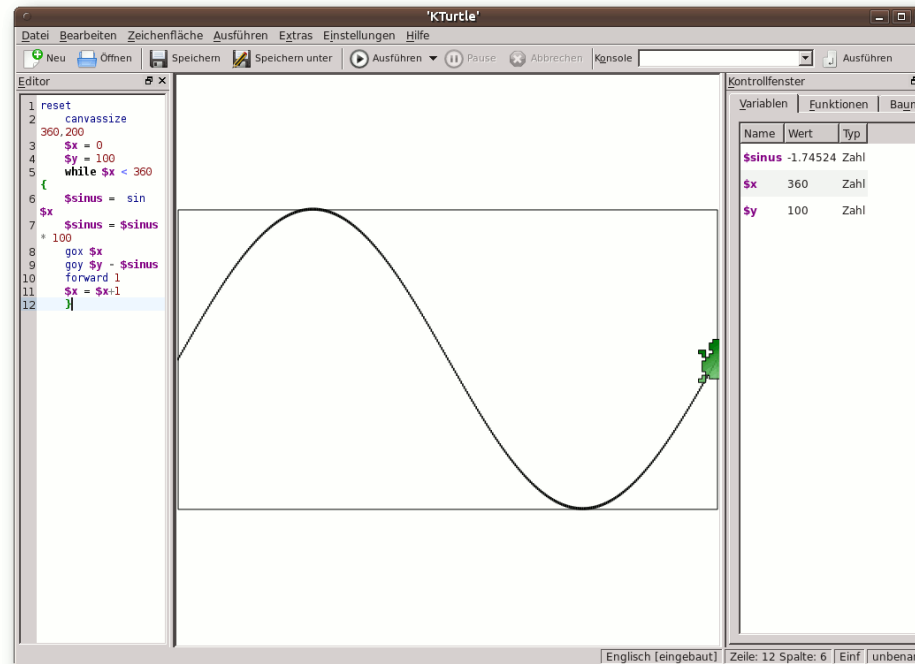 'KTurtle'
Datei Bearbeiten Zeichenfläche Ausführen Extras Einstellungen Hilfe
Neu Öffnen Speichern Speichern unter Ausführen Pause Abbrechen Konsole Ausführen
Editor
1 reset
2 canvassize
360,200
3 $x = 0
4 $y = 100
5 while $x < 360
{
6 $sinus = sin
$x
7 $sinus = $sinus
* 100
8 gox $x
9 goy $y - $sinus
10 forward 1
11 $x = $x+1
12 }
Kontrollfenster
Variablen Funktionen Baum
Name Wert Typ
$sinus -1.74524 Zahl
$x 360 Zahl
$y 100 Zahl
Englisch [eingebaut] Zeile: 12 Spalte: 6 Einf unbenan